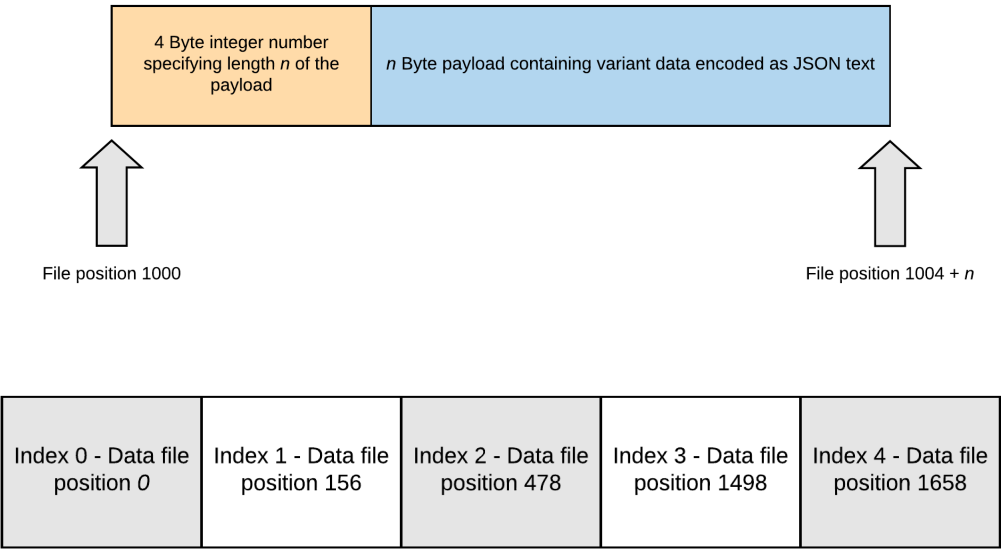 4 Byte integer number
specifying length n of the
payload
n Byte payload containing variant data encoded as JSON text
File position 1000
File position 1004 + n
Index 0 - Data file
position 0
Index 1 - Data file
position 156
Index 2 - Data file
position 478
Index 3 - Data file
position 1498
Index 4 - Data file
position 1658